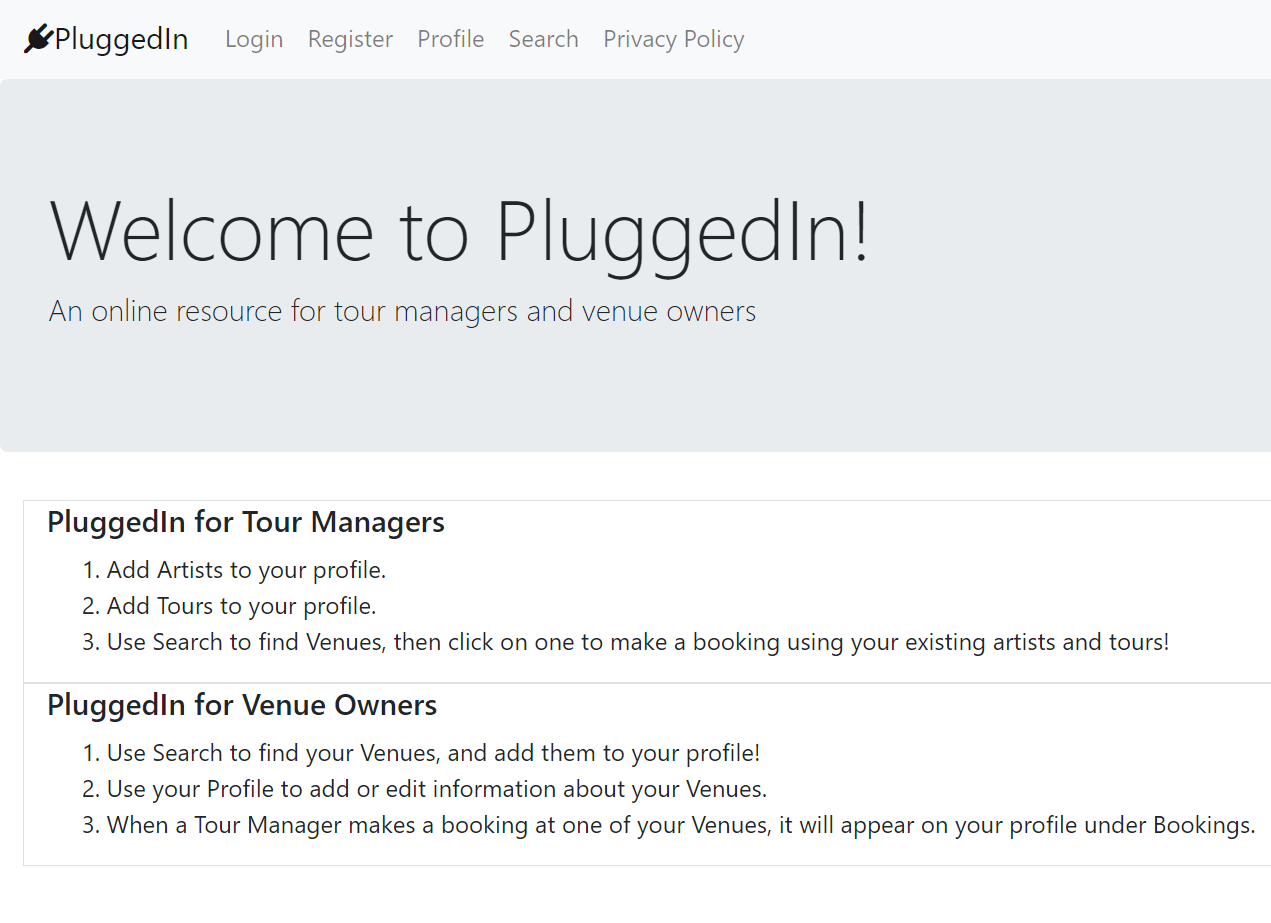 PluggedIn Login Register Profile Search Privacy Policy
Welcome to PluggedIn!
An online resource for tour managers and venue owners
PluggedIn for Tour Managers
1. Add Artists to your profile.
2. Add Tours to your profile.
3. Use Search to find Venues, then click on one to make a booking using your existing artists and tours!
PluggedIn for Venue Owners
1. Use Search to find your Venues, and add them to your profile!
2. Use your Profile to add or edit information about your Venues.
3. When a Tour Manager makes a booking at one of your Venues, it will appear on your profile under Bookings.